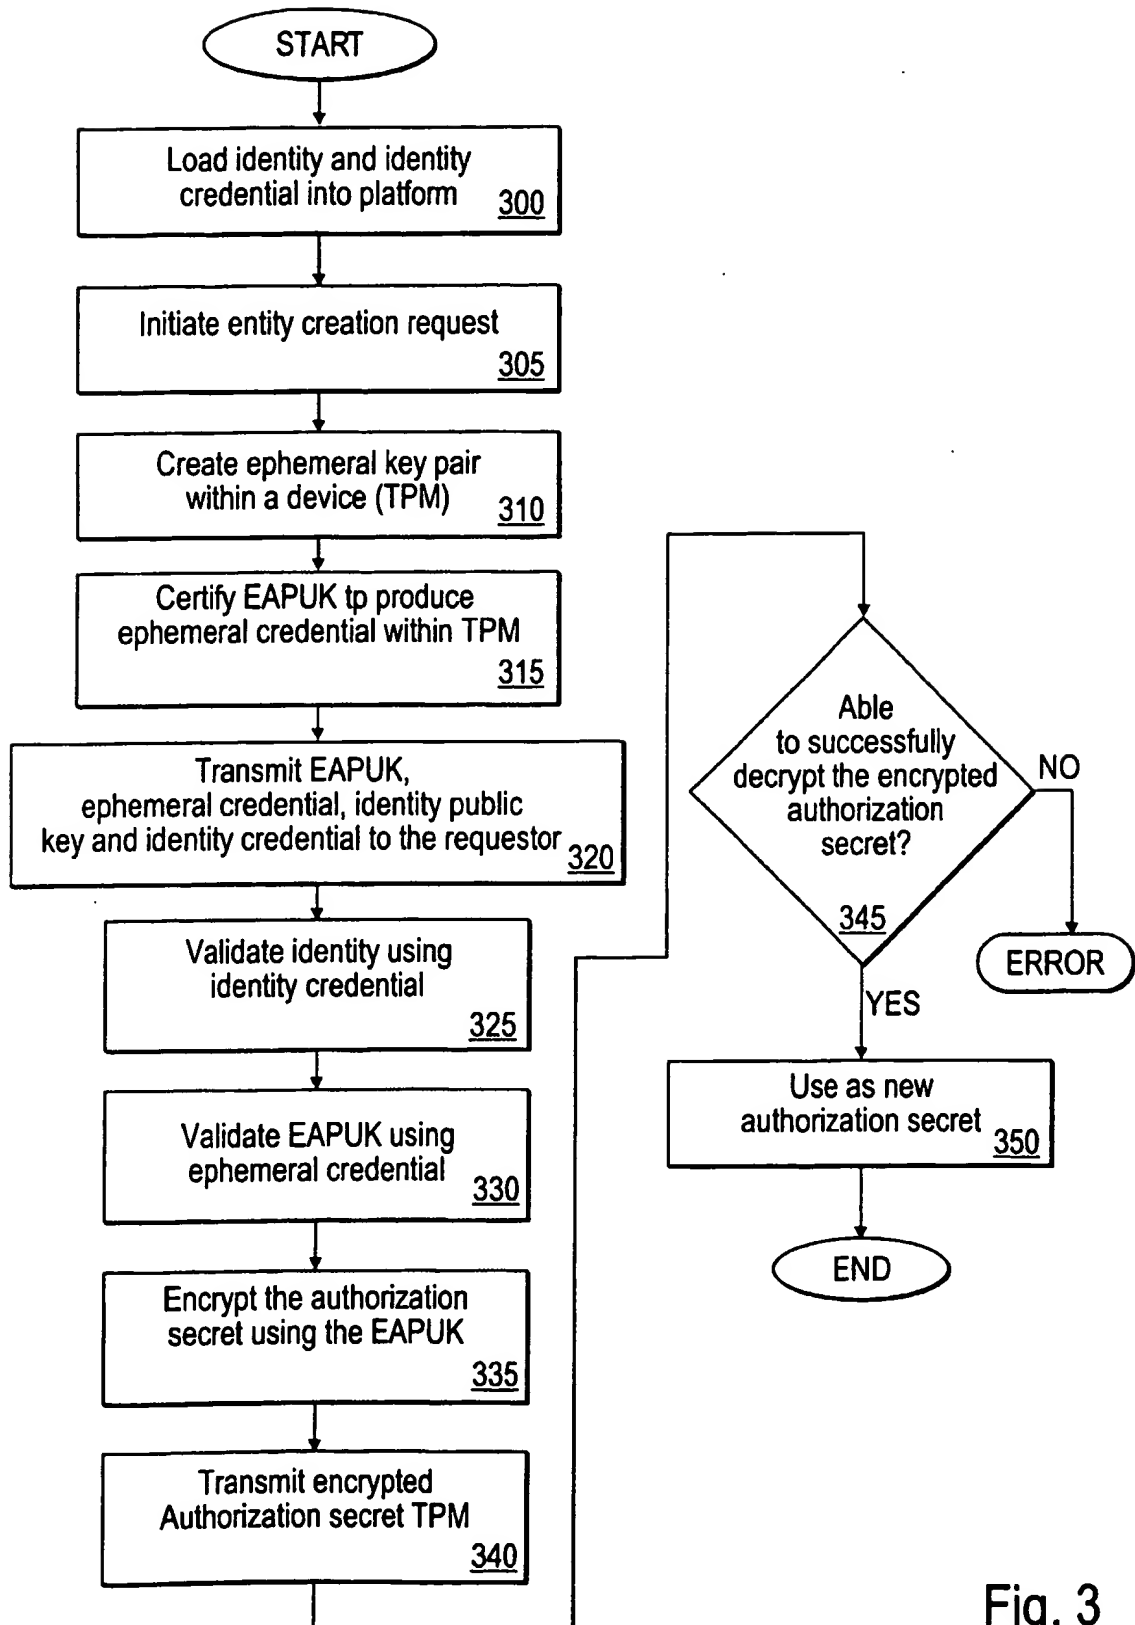 START
Load identity and identity
credential into platform
300
Initiate entity creation request
305
Create ephemeral key pair
within a device (TPM)
310
Certify EAPUK tp produce
ephemeral credential within TPM
315
Transmit EAPUK,
ephemeral credential, identity public
key and identity credential to the requestor
320
Validate identity using
identity credential
325
Validate EAPUK using
ephemeral credential
330
Encrypt the authorization
secret using the EAPUK
335
Transmit encrypted
Authorization secret TPM
340
Able
to successfully
decrypt the encrypted
authorization
secret?
345
NO
ERROR
YES
Use as new
authorization secret
350
END
Fig. 3